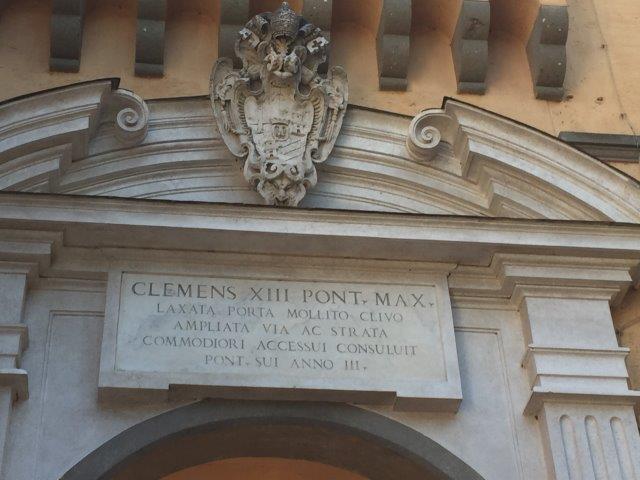 CLEMENS XIII PONT. MAX.
LAXATA PORTA MOLLITO CLIVO
AMPLIATA VIA AC STRATA
COMMODIORI ACCESSUI CONSULUIT
PONT. SUI ANNO III.